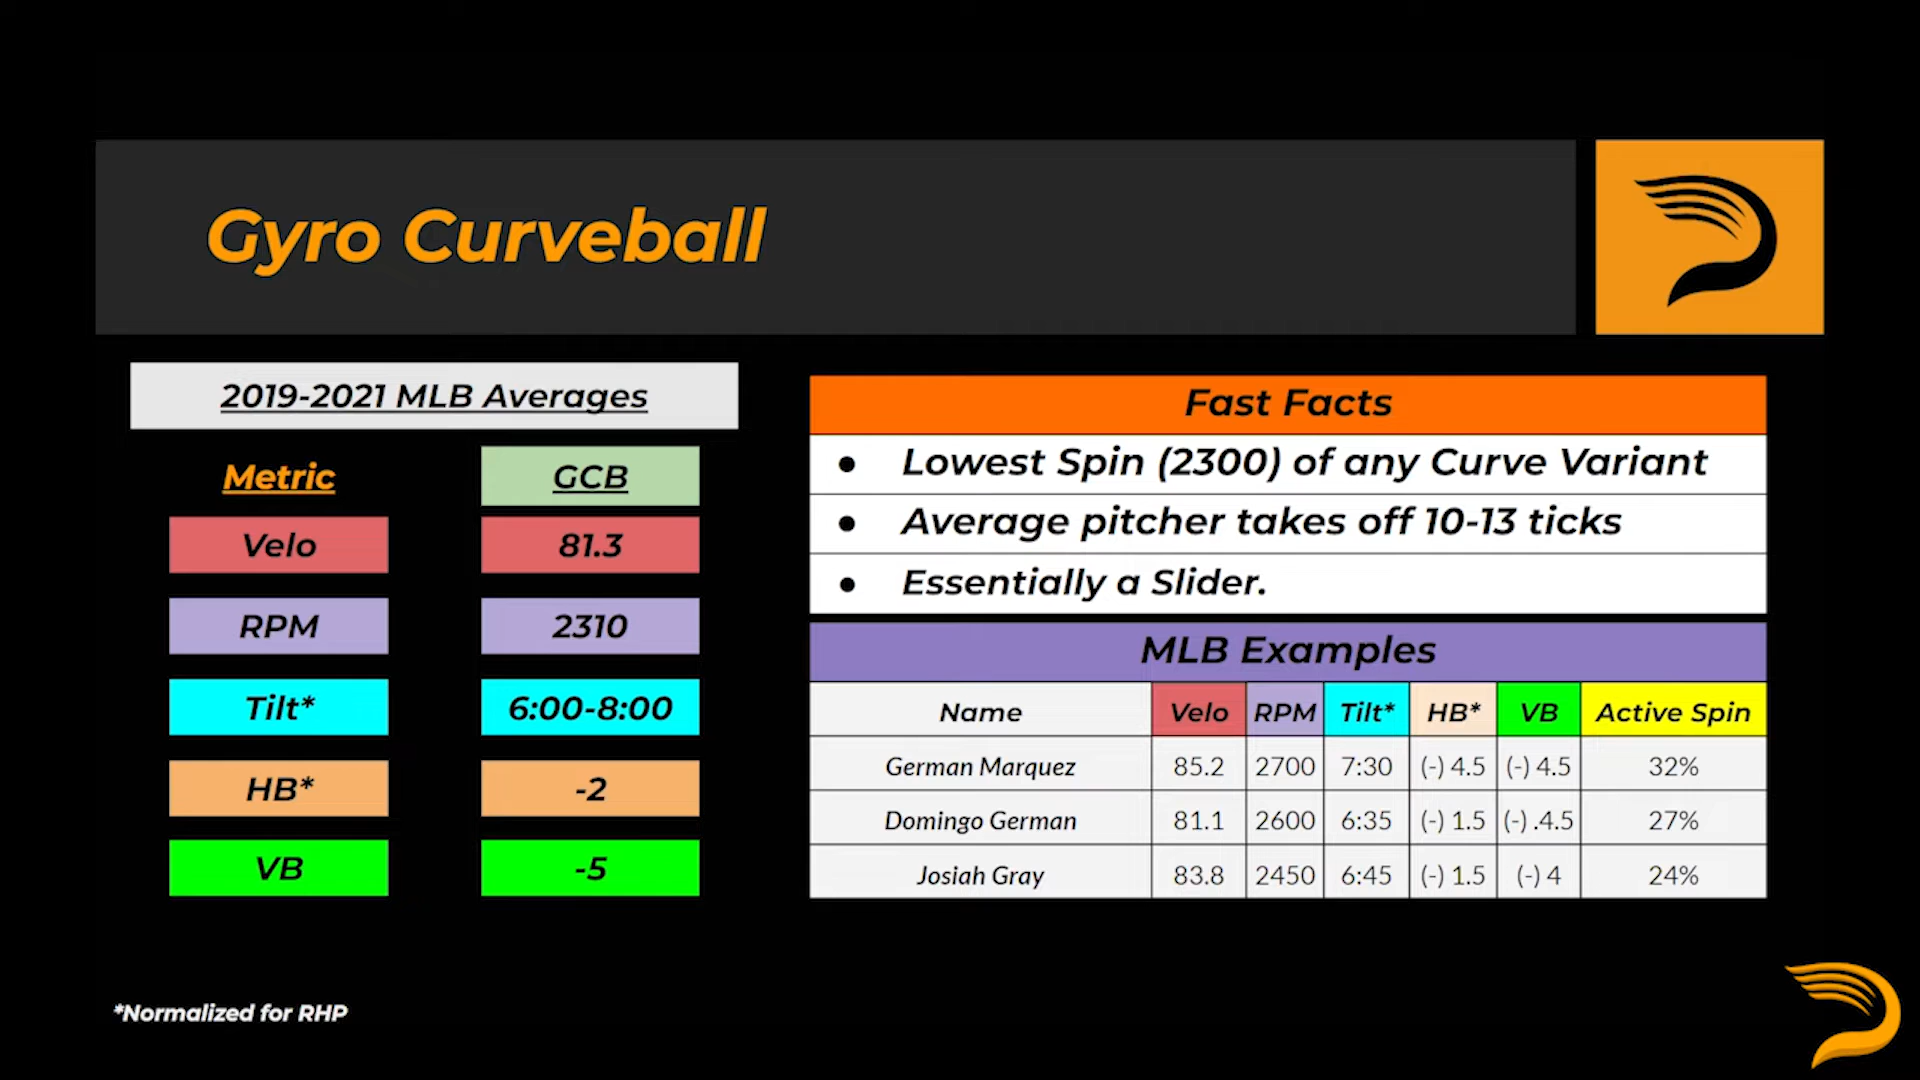 Gyro Curveball
2019-2021 MLB Averages
Metric GCB
Velo 81.3
RPM 2310
Tilt* 6:00-8:00
HB* -2
VB -5
Fast Facts
● Lowest Spin (2300) of any Curve Variant
● Average pitcher takes off 10-13 ticks
● Essentially a Slider.
MLB Examples
Name Velo RPM Tilt* HB* VB Active Spin
German Marquez 85.2 2700 7:30 (-) 4.5 (-) 4.5 32%
Domingo German 81.1 2600 6:35 (-) 1.5 (-) .4.5 27%
Josiah Gray 83.8 2450 6:45 (-) 1.5 (-) 4 24%
*Normalized for RHP